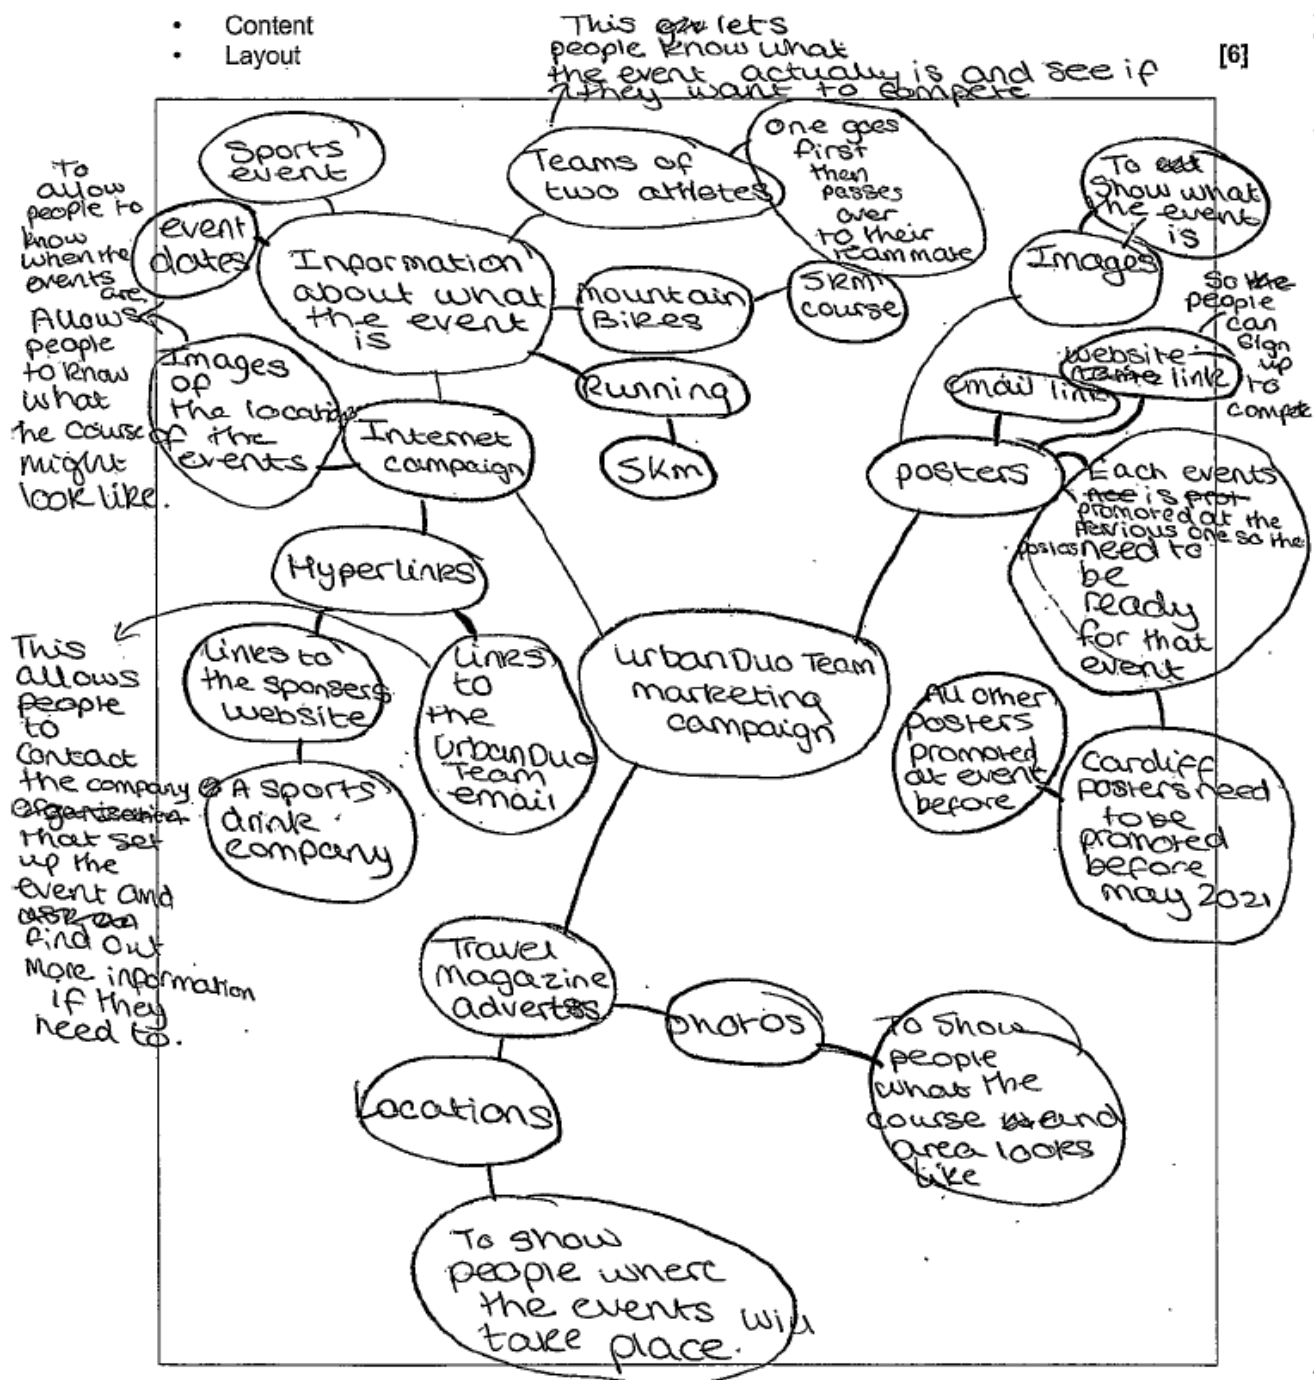 • Content
• Layout
[6]
This lets
people know what
the event actually is and see if
they want to compete
Sports
event
Teams of
two athletes
One goes
first
then
passes
over
to their
teammate
To
allow
people to
know
when the
events
are
event
dates
Information
about what
the event
is
Mountain
Bikes
5km
course
Running
5km
Allows
people
to know
what
the course
might
look like.
Images
of
the location
of the
events
Internet
campaign
Hyperlinks
Links to
the sponsers
website
A sports
drink
company
Links
to
the
UrbanDuo
Team
email
This
allows
people
to
contact
the company
that set
up the
event and
find out
more information
if they
need to.
UrbanDuo Team
marketing
campaign
posters
Images
To
Show what
the event
is
email link
website
link
So
people
can
sign
up
to
compete
Each events
is
promoted at the
previous one so the
posters need to
be
ready
for that
event
Cardiff
posters need
to be
promoted
before
may 2021
All other
posters
promoted
at event
before
Travel
magazine
adverts
photos
To Show
people
what the
course and
area looks
like
Locations
To show
people where
the events will
take place.